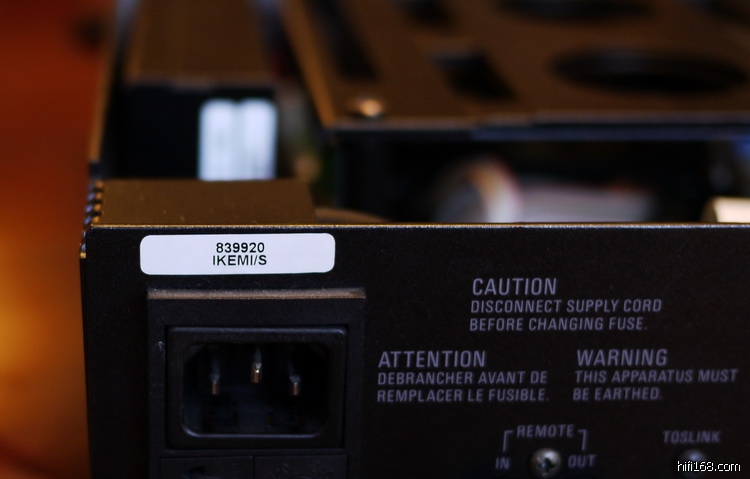 839920
IKEMI/S
CAUTION
DISCONNECT SUPPLY CORD
BEFORE CHANGING FUSE.
ATTENTION
DEBRANCHER AVANT DE
REMPLACER LE FUSIBLE.
WARNING
THIS APPARATUS MUST
BE EARTHED.
REMOTE
IN OUT
TOSLINK
hifi168.com